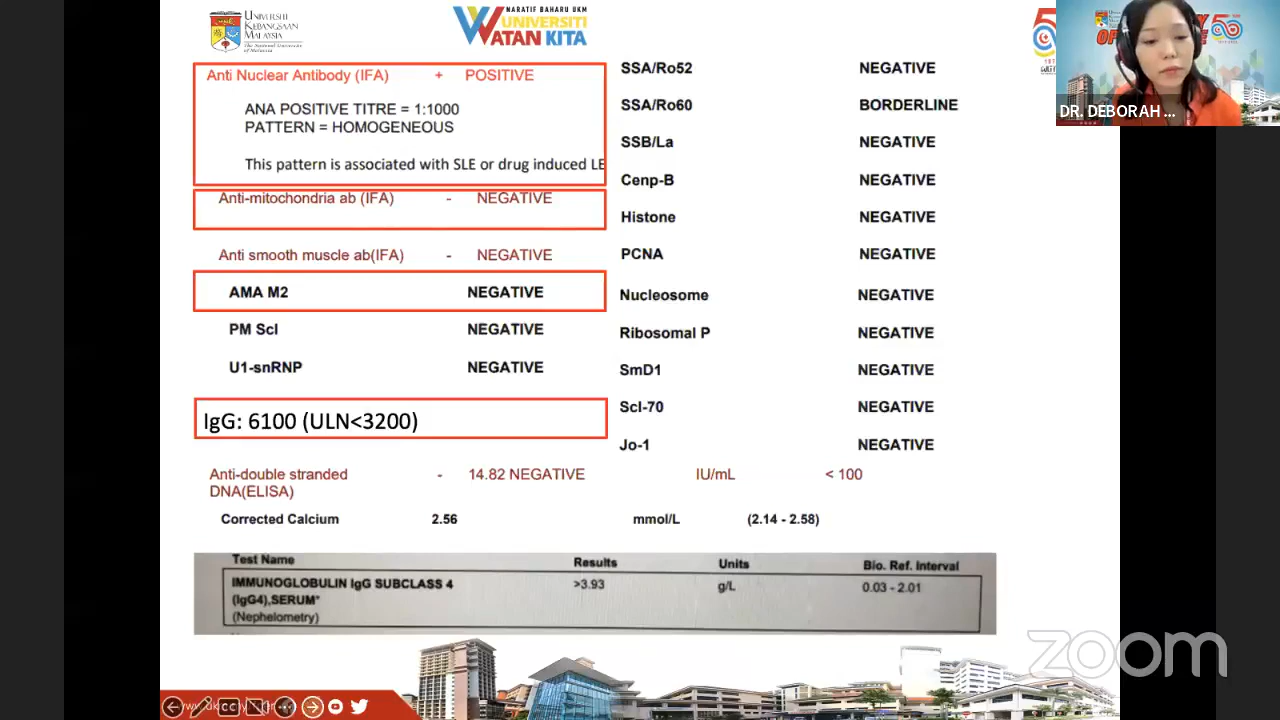 UNIVERSITI
KEBANGSAAN
MALAYSIA
The National University
of Malaysia
NARATIF BAHARU UKM
UNIVERSITI
WATAN KITA
Anti Nuclear Antibody (IFA) + POSITIVE
ANA POSITIVE TITRE = 1:1000
PATTERN = HOMOGENEOUS
This pattern is associated with SLE or drug induced LE
Anti-mitochondria ab (IFA) - NEGATIVE
Anti smooth muscle ab(IFA) - NEGATIVE
AMA M2 NEGATIVE
PM Scl NEGATIVE
U1-snRNP NEGATIVE
IgG: 6100 (ULN<3200)
SSA/Ro52 NEGATIVE
SSA/Ro60 BORDERLINE
SSB/La NEGATIVE
Cenp-B NEGATIVE
Histone NEGATIVE
PCNA NEGATIVE
Nucleosome NEGATIVE
Ribosomal P NEGATIVE
SmD1 NEGATIVE
Scl-70 NEGATIVE
Jo-1 NEGATIVE
Anti-double stranded - 14.82 NEGATIVE IU/mL < 100
DNA(ELISA)
Corrected Calcium 2.56 mmol/L (2.14 - 2.58)
Test Name Results Units Bio. Ref. Interval
IMMUNOGLOBULIN IgG SUBCLASS 4 >3.93 g/L 0.03 - 2.01
(IgG4),SERUM*
(Nephelometry)
DR. DEBORAH ...
zoom